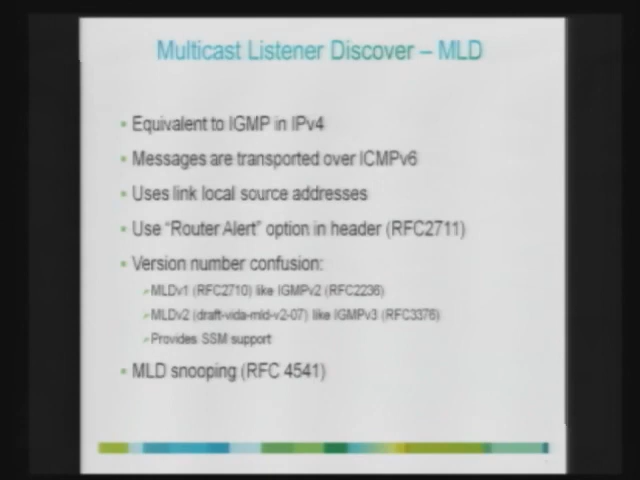 Multicast Listener Discover – MLD
Equivalent to IGMP in IPv4
Messages are transported over ICMPv6
Uses link local source addresses
Use “Router Alert” option in header (RFC2711)
Version number confusion:
MLDv1 (RFC2710) like IGMPv2 (RFC2236)
MLDv2 (draft-vida-mld-v2-07) like IGMPv3 (RFC3376)
Provides SSM support
MLD snooping (RFC 4541)